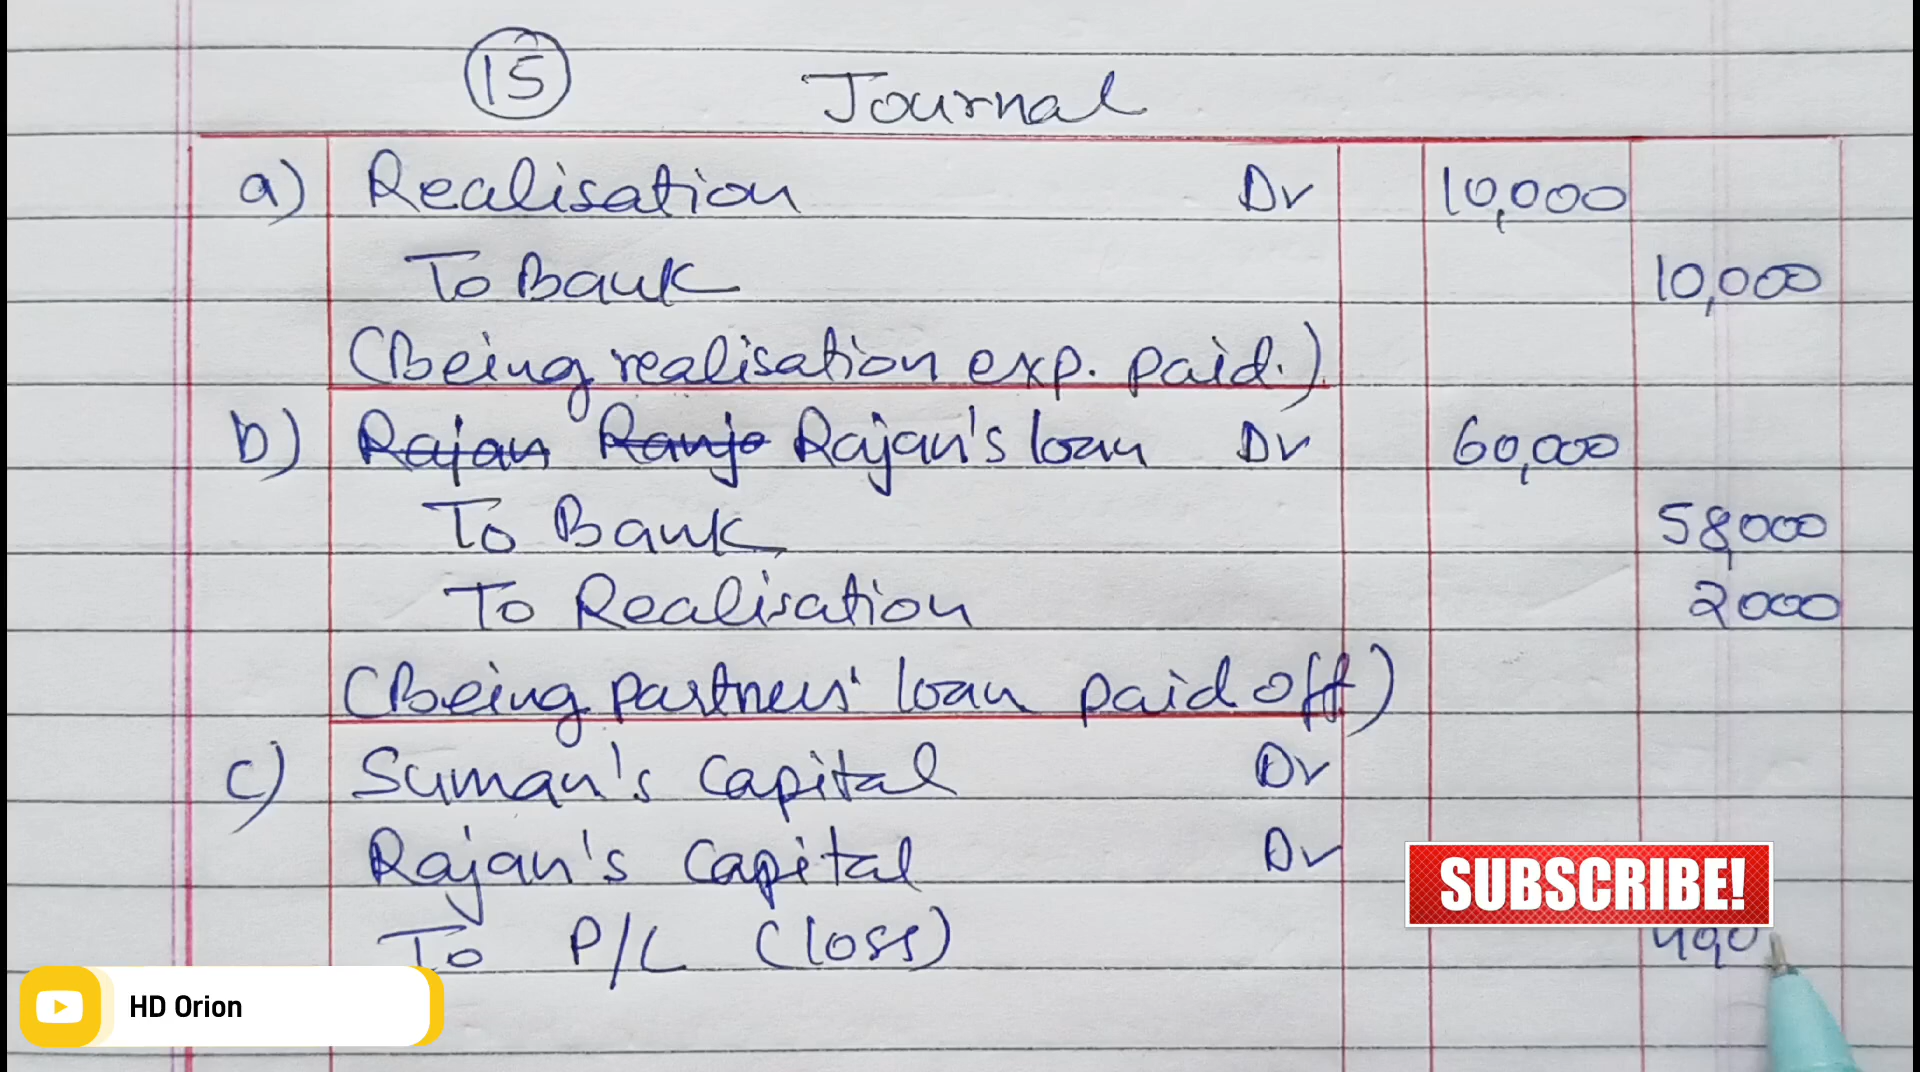 15
Journal
a) Realisation Dr 10,000
To Bank 10,000
(Being realisation exp. paid.)
b) Rajan Ranjo Rajan's loan Dr 60,000
To Bank 58,000
To Realisation 2000
(Being partners' loan paid off)
c) Suman's Capital Dr
Rajan's Capital Dr
SUBSCRIBE!
To P/L (loss)
HD Orion